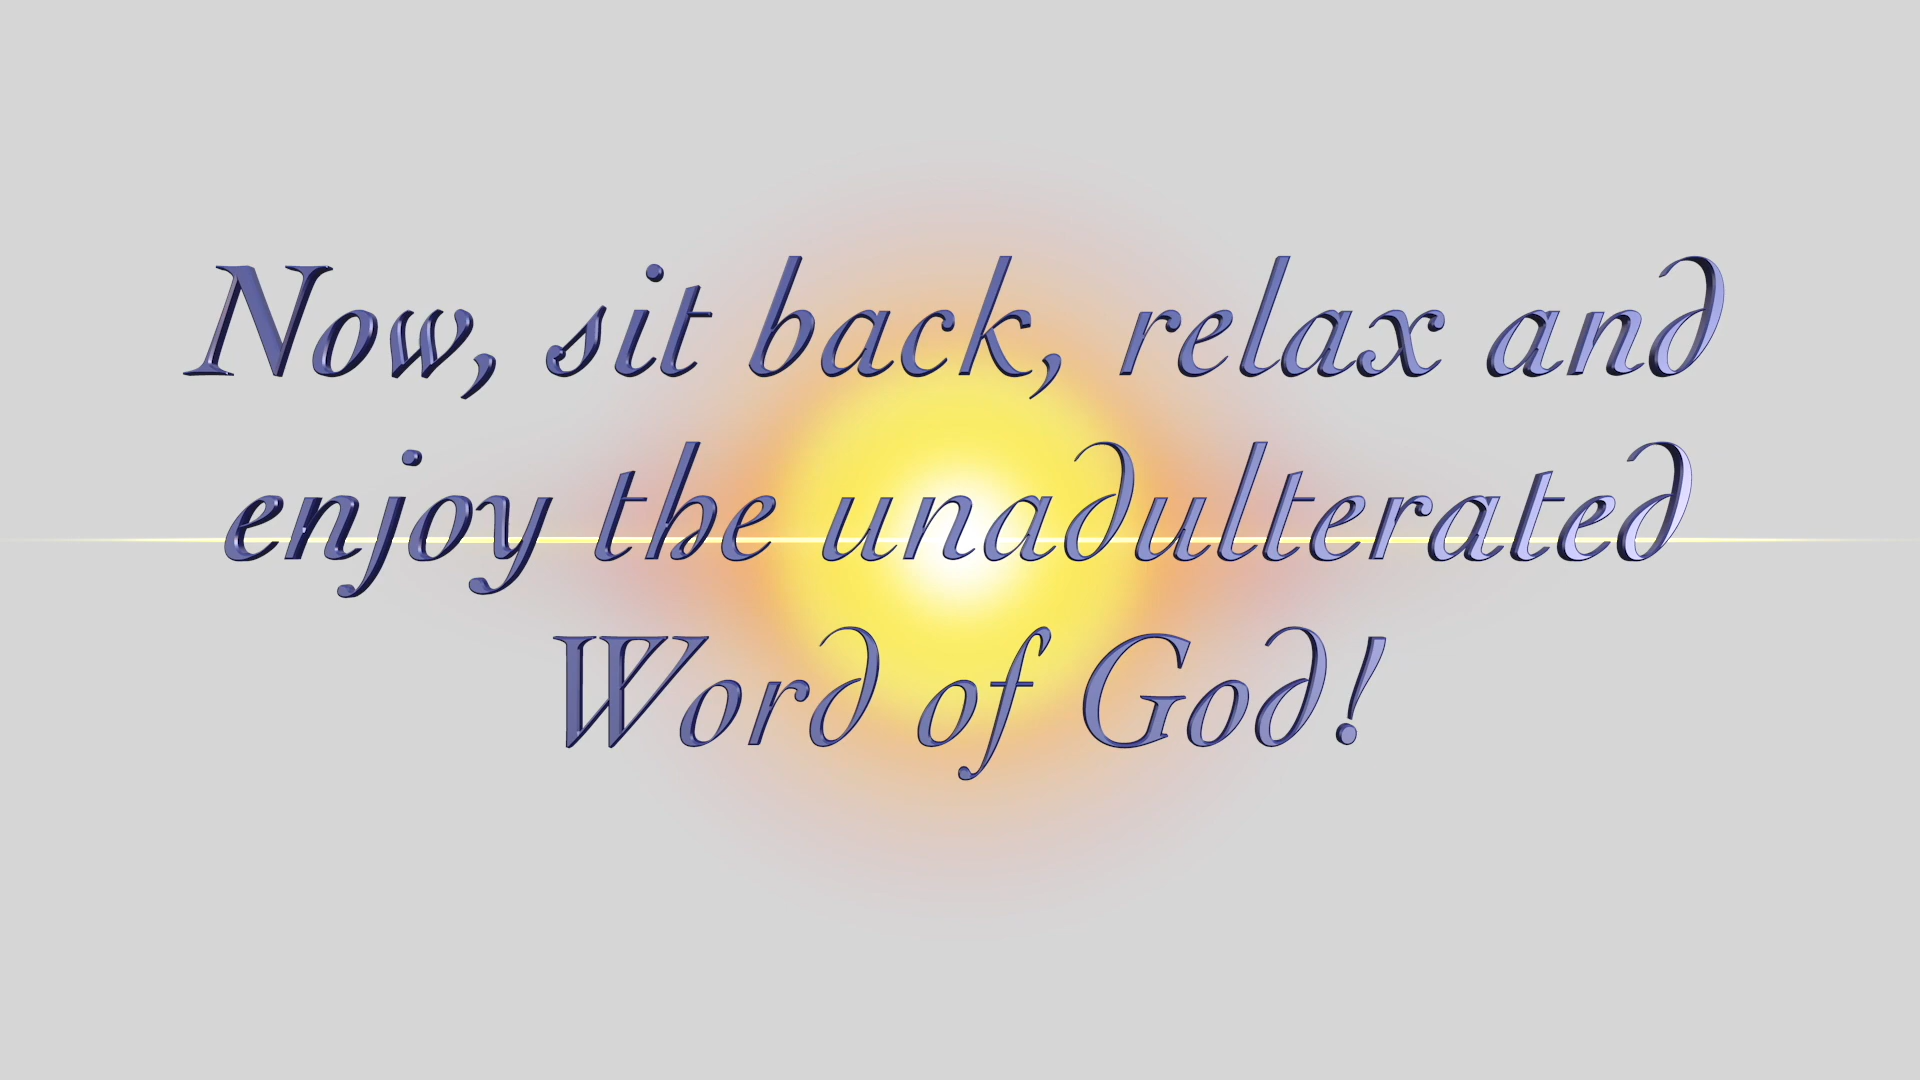 Now, sit back, relax and
enjoy the unadulterated
Word of God!